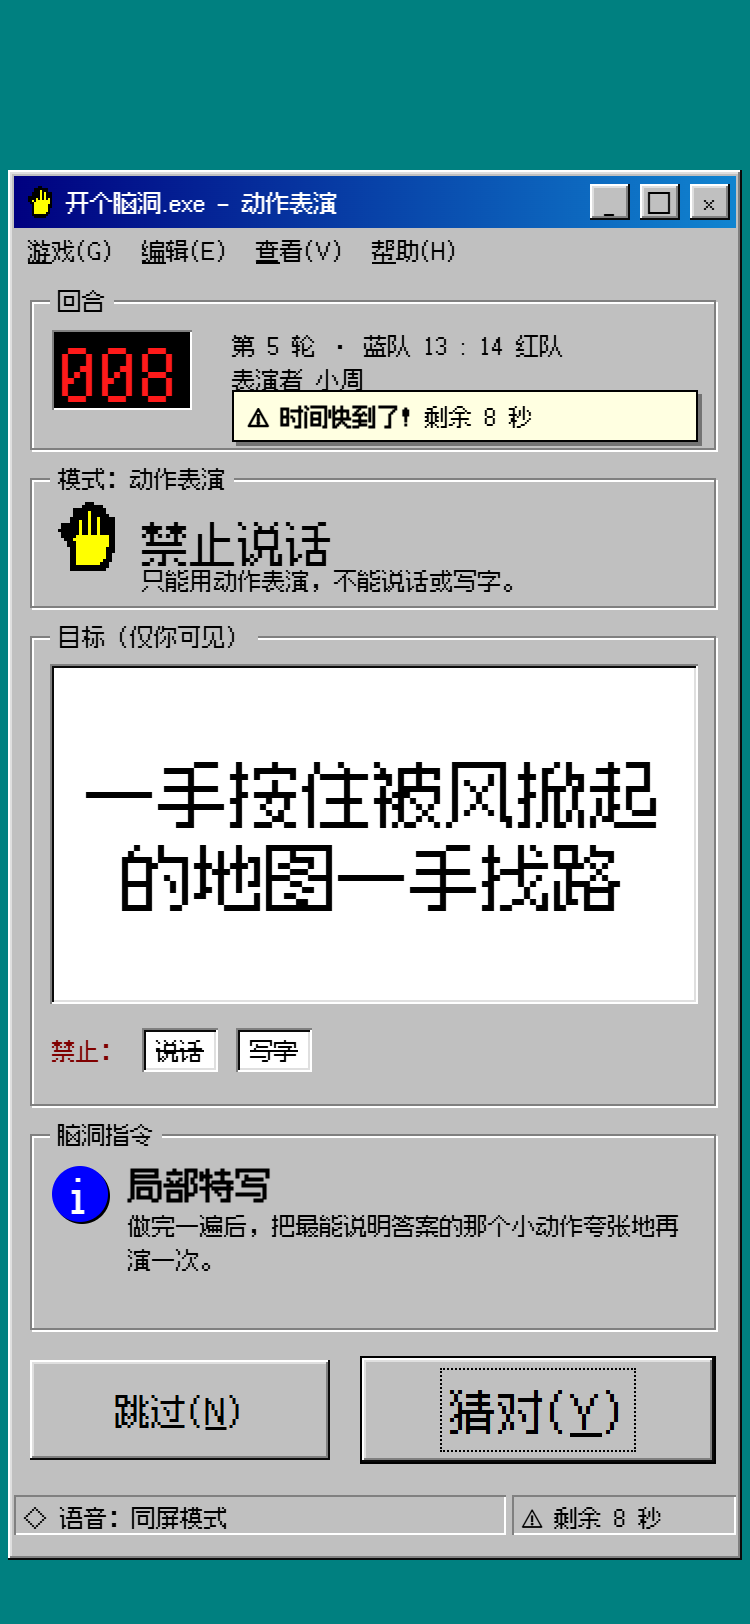 开个脑洞.exe - 动作表演
游戏(G) 编辑(E) 查看(V) 帮助(H)
回合
008
第 5 轮 · 蓝队 13 : 14 红队
表演者 小周
⚠ 时间快到了! 剩余 8 秒
模式: 动作表演
禁止说话
只能用动作表演，不能说话或写字。
目标（仅你可见）
一手按住被风掀起
的地图一手找路
禁止: 说话 写字
脑洞指令
局部特写
做完一遍后，把最能说明答案的那个小动作夸张地再
演一次。
跳过(N) 猜对(Y)
◇ 语音: 同屏模式 ⚠ 剩余 8 秒